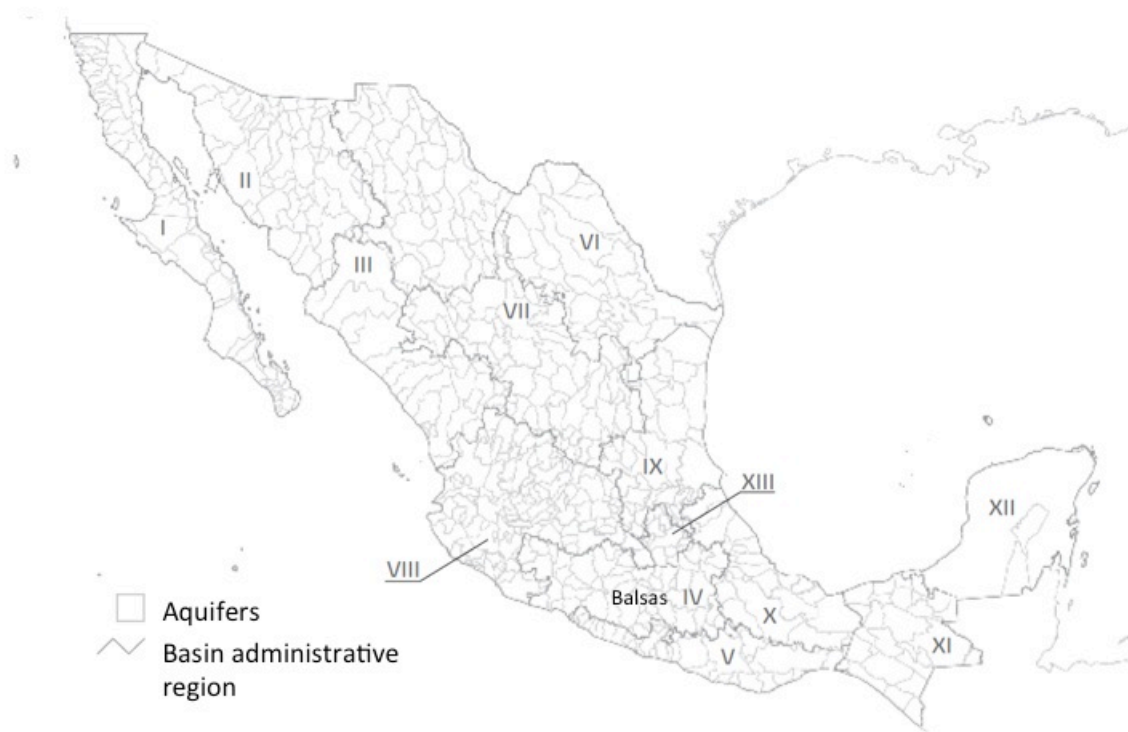 II
I
VI
III
VII
IX
XIII
XII
VIII
Balsas
IV
X
V
XI
Aquifers
Basin administrative
region